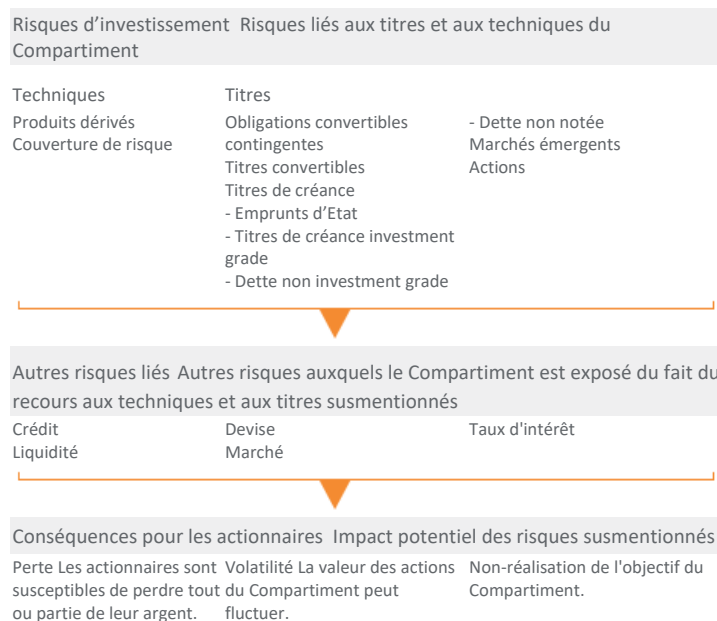 Risques d’investissement Risques liés aux titres et aux techniques du
Compartiment
Techniques
Produits dérivés
Couverture de risque
Titres
Obligations convertibles
contingentes
Titres convertibles
Titres de créance
- Emprunts d’Etat
- Titres de créance investment
grade
- Dette non investment grade
- Dette non notée
Marchés émergents
Actions
Autres risques liés Autres risques auxquels le Compartiment est exposé du fait du
recours aux techniques et aux titres susmentionnés
Crédit
Liquidité
Devise
Marché
Taux d'intérêt
Conséquences pour les actionnaires Impact potentiel des risques susmentionnés
Perte Les actionnaires sont
susceptibles de perdre tout
ou partie de leur argent.
Volatilité La valeur des actions
du Compartiment peut
fluctuer.
Non-réalisation de l'objectif du
Compartiment.